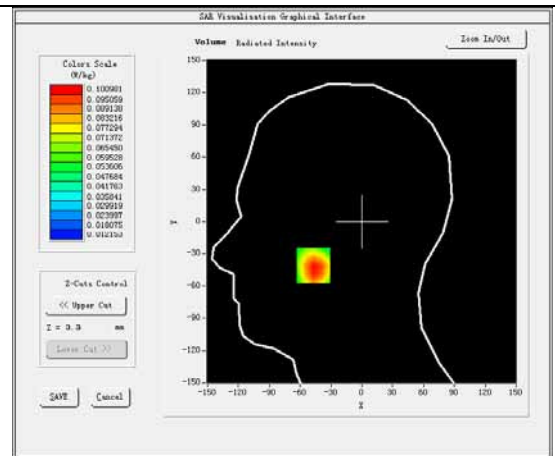 SAR Visualisation Graphical Interface
Volume Radiated Intensity
Zoom In/Out
Colors Scale
(W/kg)
0.100981
0.095059
0.089138
0.083216
0.077294
0.071372
0.065450
0.059528
0.053606
0.047684
0.041763
0.035841
0.029919
0.023997
0.018075
0.012153
Z-Cuts Control
<< Upper Cut
Z = 3.3 mm
Lower Cut >>
SAVE Cancel
150
120
90
60
30
0
-30
-60
-90
-120
-150
Y
-150 -120 -90 -60 -30 0 30 60 90 120 150
X